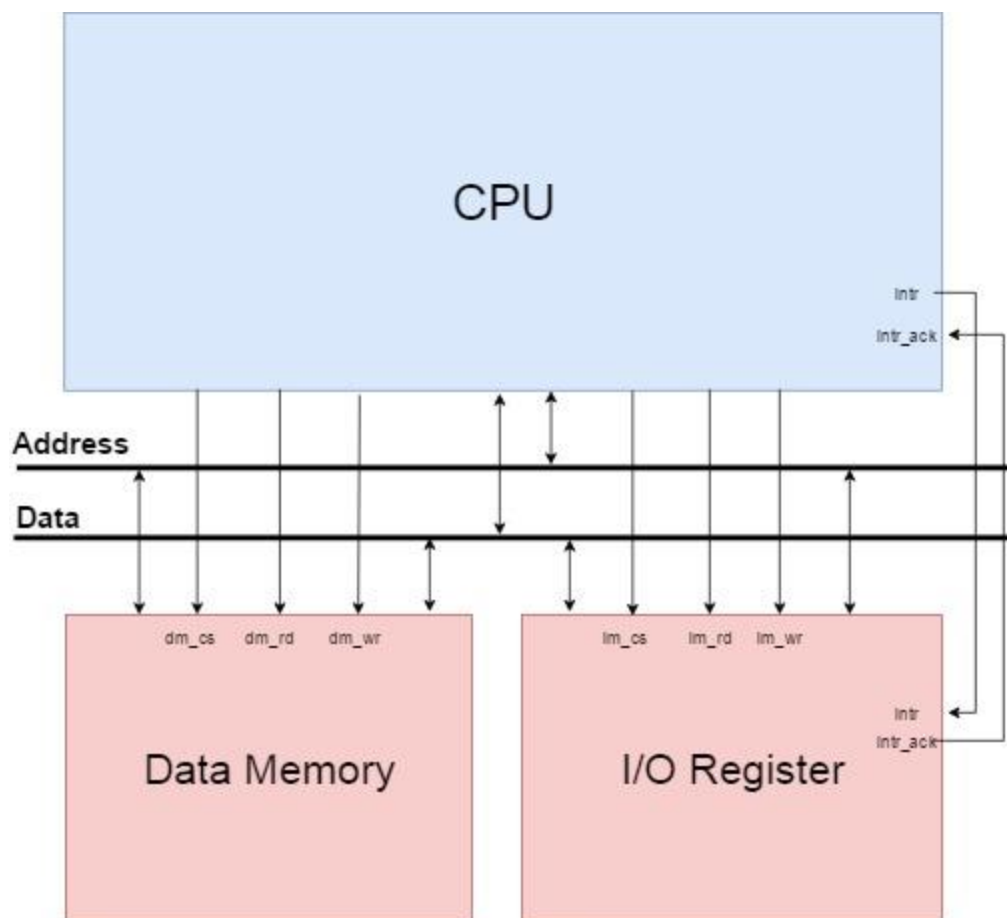 CPU
Intr
Intr_ack
Address
Data
dm_cs dm_rd dm_wr
Im_cs Im_rd Im_wr
Intr
Intr_ack
Data Memory
I/O Register